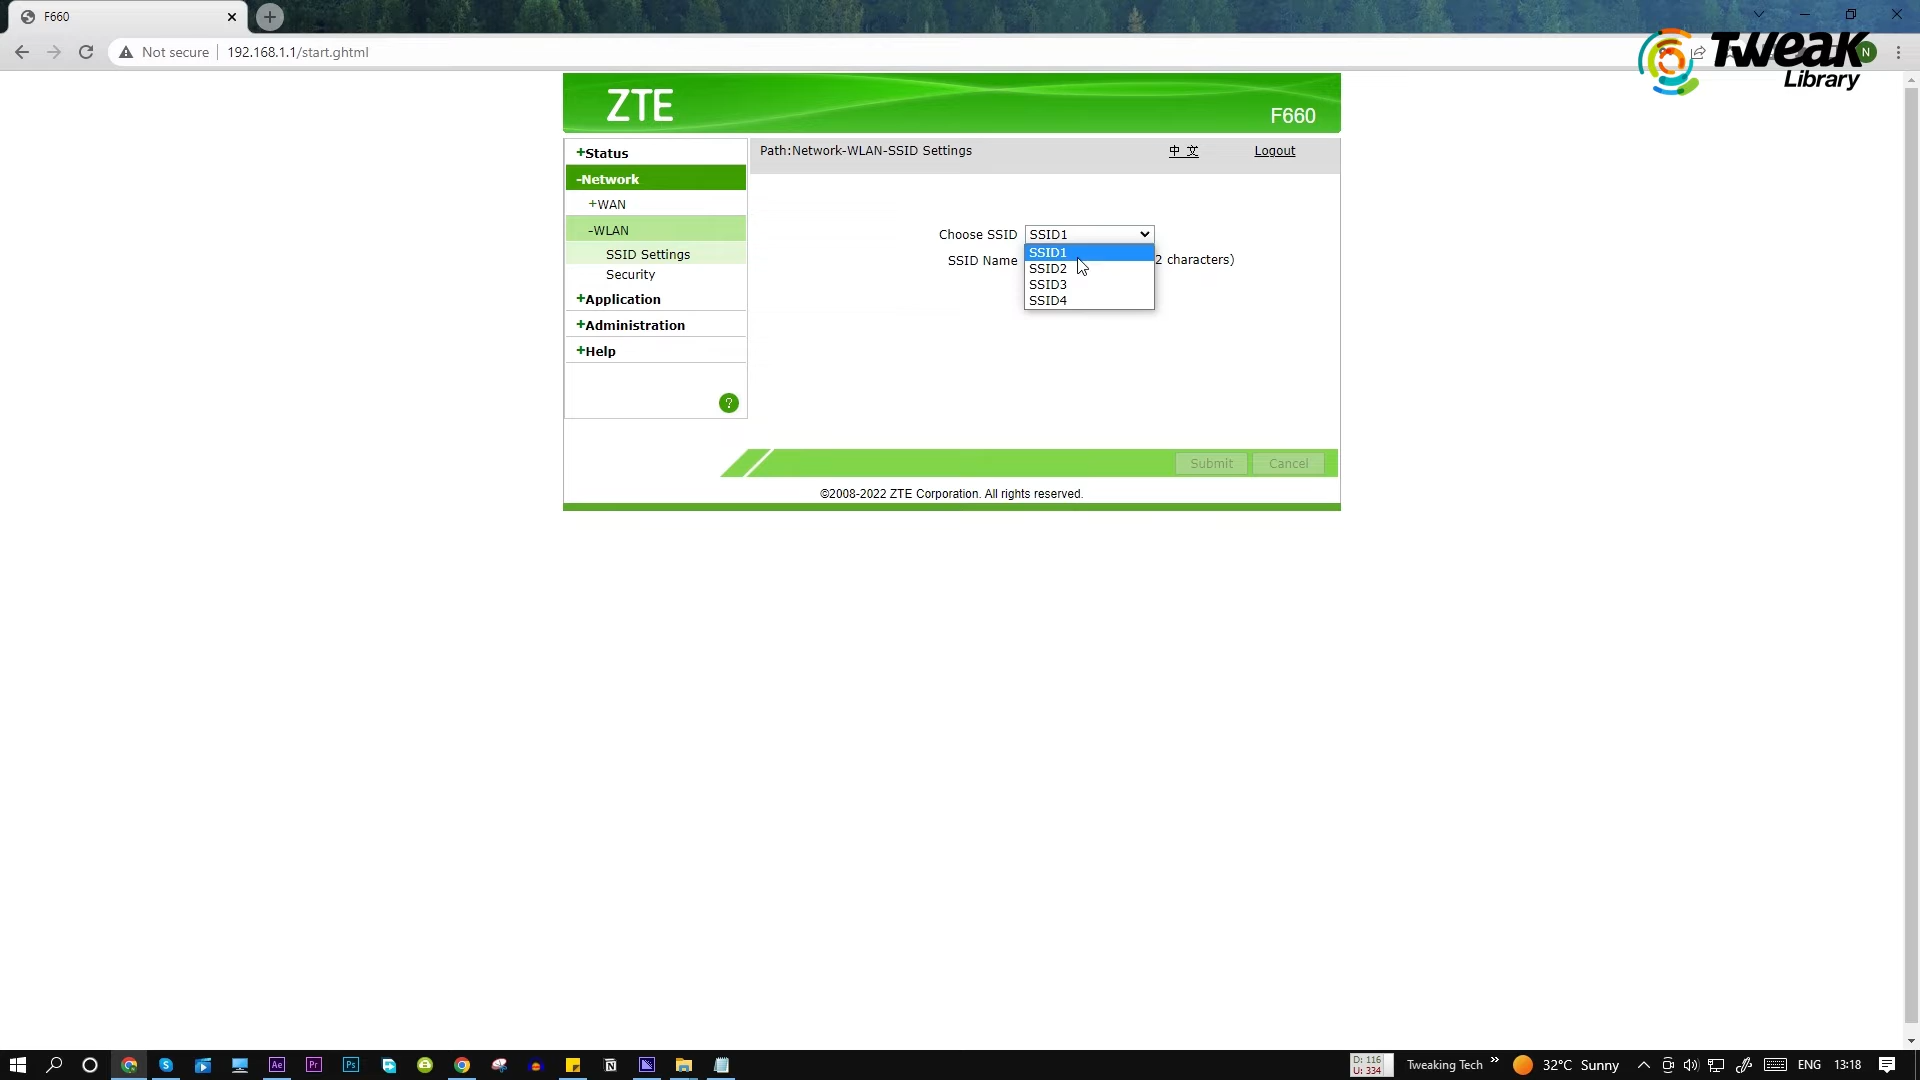 F660
Not secure
192.168.1.1/start.ghtml
N
TWEAK
Library
ZTE
F660
+Status
-Network
+WAN
-WLAN
SSID Settings
Security
+Application
+Administration
+Help
?
Path:Network-WLAN-SSID Settings
中 文
Logout
Choose SSID
SSID1
SSID1
SSID2
SSID3
SSID4
SSID Name
2 characters)
Submit
Cancel
©2008-2022 ZTE Corporation. All rights reserved.
S
Ae
Pr
Ps
N
D: 116
U: 334
Tweaking Tech
32°C Sunny
ENG
13:18